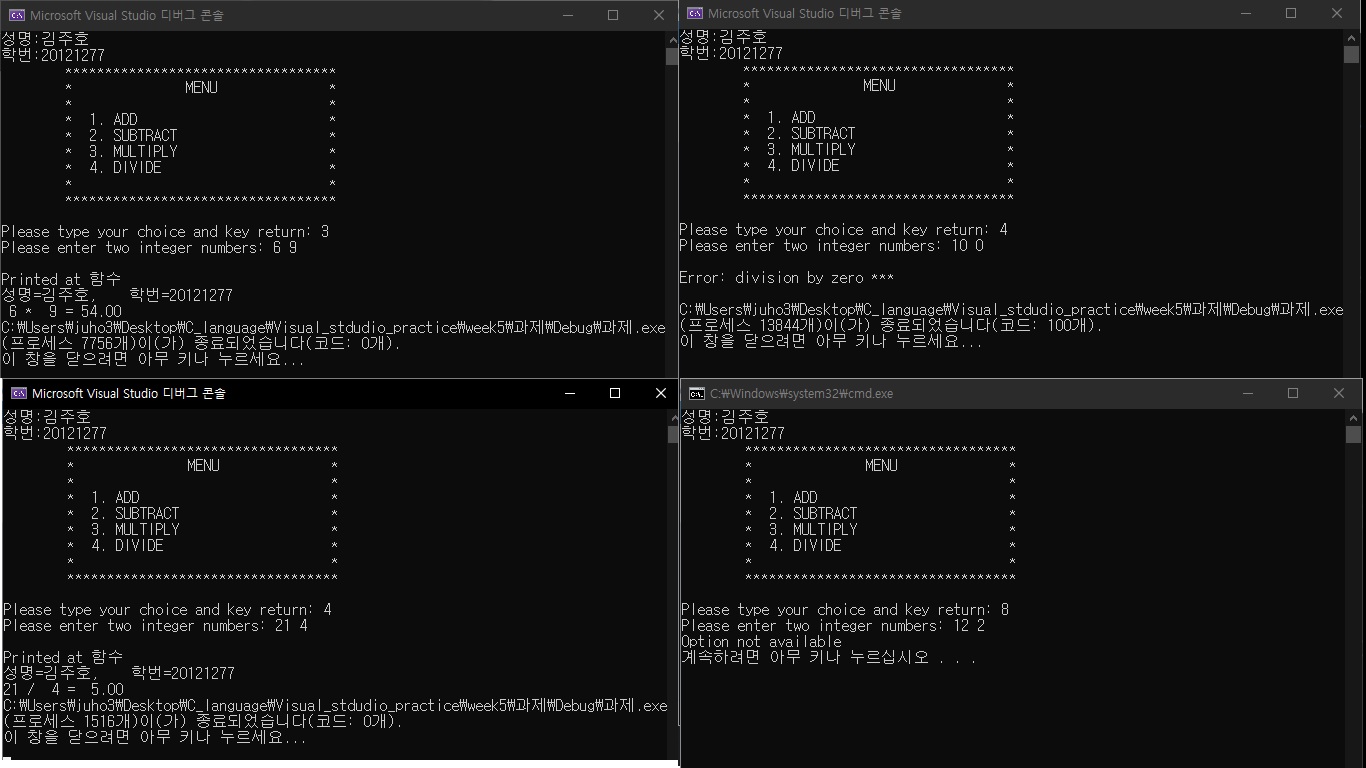 Microsoft Visual Studio 디버그 콘솔
성명:김주호
학번:20121277
**********************************
* MENU *
* *
* 1. ADD *
* 2. SUBTRACT *
* 3. MULTIPLY *
* 4. DIVIDE *
* *
**********************************
Please type your choice and key return: 3
Please enter two integer numbers: 6 9
Printed at 함수
성명=김주호,    학번=20121277
 6 *  9 = 54.00
C:₩Users₩juho3₩Desktop₩C_language₩Visual_stdudio_practice₩week5₩과제₩Debug₩과제.exe
(프로세스 7756개)이(가) 종료되었습니다(코드: 0개).
이 창을 닫으려면 아무 키나 누르세요...
Microsoft Visual Studio 디버그 콘솔
성명:김주호
학번:20121277
**********************************
* MENU *
* *
* 1. ADD *
* 2. SUBTRACT *
* 3. MULTIPLY *
* 4. DIVIDE *
* *
**********************************
Please type your choice and key return: 4
Please enter two integer numbers: 10 0
Error: division by zero ***
C:₩Users₩juho3₩Desktop₩C_language₩Visual_stdudio_practice₩week5₩과제₩Debug₩과제.exe
(프로세스 13844개)이(가) 종료되었습니다(코드: 100개).
이 창을 닫으려면 아무 키나 누르세요...
Microsoft Visual Studio 디버그 콘솔
성명:김주호
학번:20121277
**********************************
* MENU *
* *
* 1. ADD *
* 2. SUBTRACT *
* 3. MULTIPLY *
* 4. DIVIDE *
* *
**********************************
Please type your choice and key return: 4
Please enter two integer numbers: 21 4
Printed at 함수
성명=김주호,    학번=20121277
21 /  4 =  5.00
C:₩Users₩juho3₩Desktop₩C_language₩Visual_stdudio_practice₩week5₩과제₩Debug₩과제.exe
(프로세스 1516개)이(가) 종료되었습니다(코드: 0개).
이 창을 닫으려면 아무 키나 누르세요...
C:₩Windows₩system32₩cmd.exe
성명:김주호
학번:20121277
**********************************
* MENU *
* *
* 1. ADD *
* 2. SUBTRACT *
* 3. MULTIPLY *
* 4. DIVIDE *
* *
**********************************
Please type your choice and key return: 8
Please enter two integer numbers: 12 2
Option not available
계속하려면 아무 키나 누르십시오 . . .